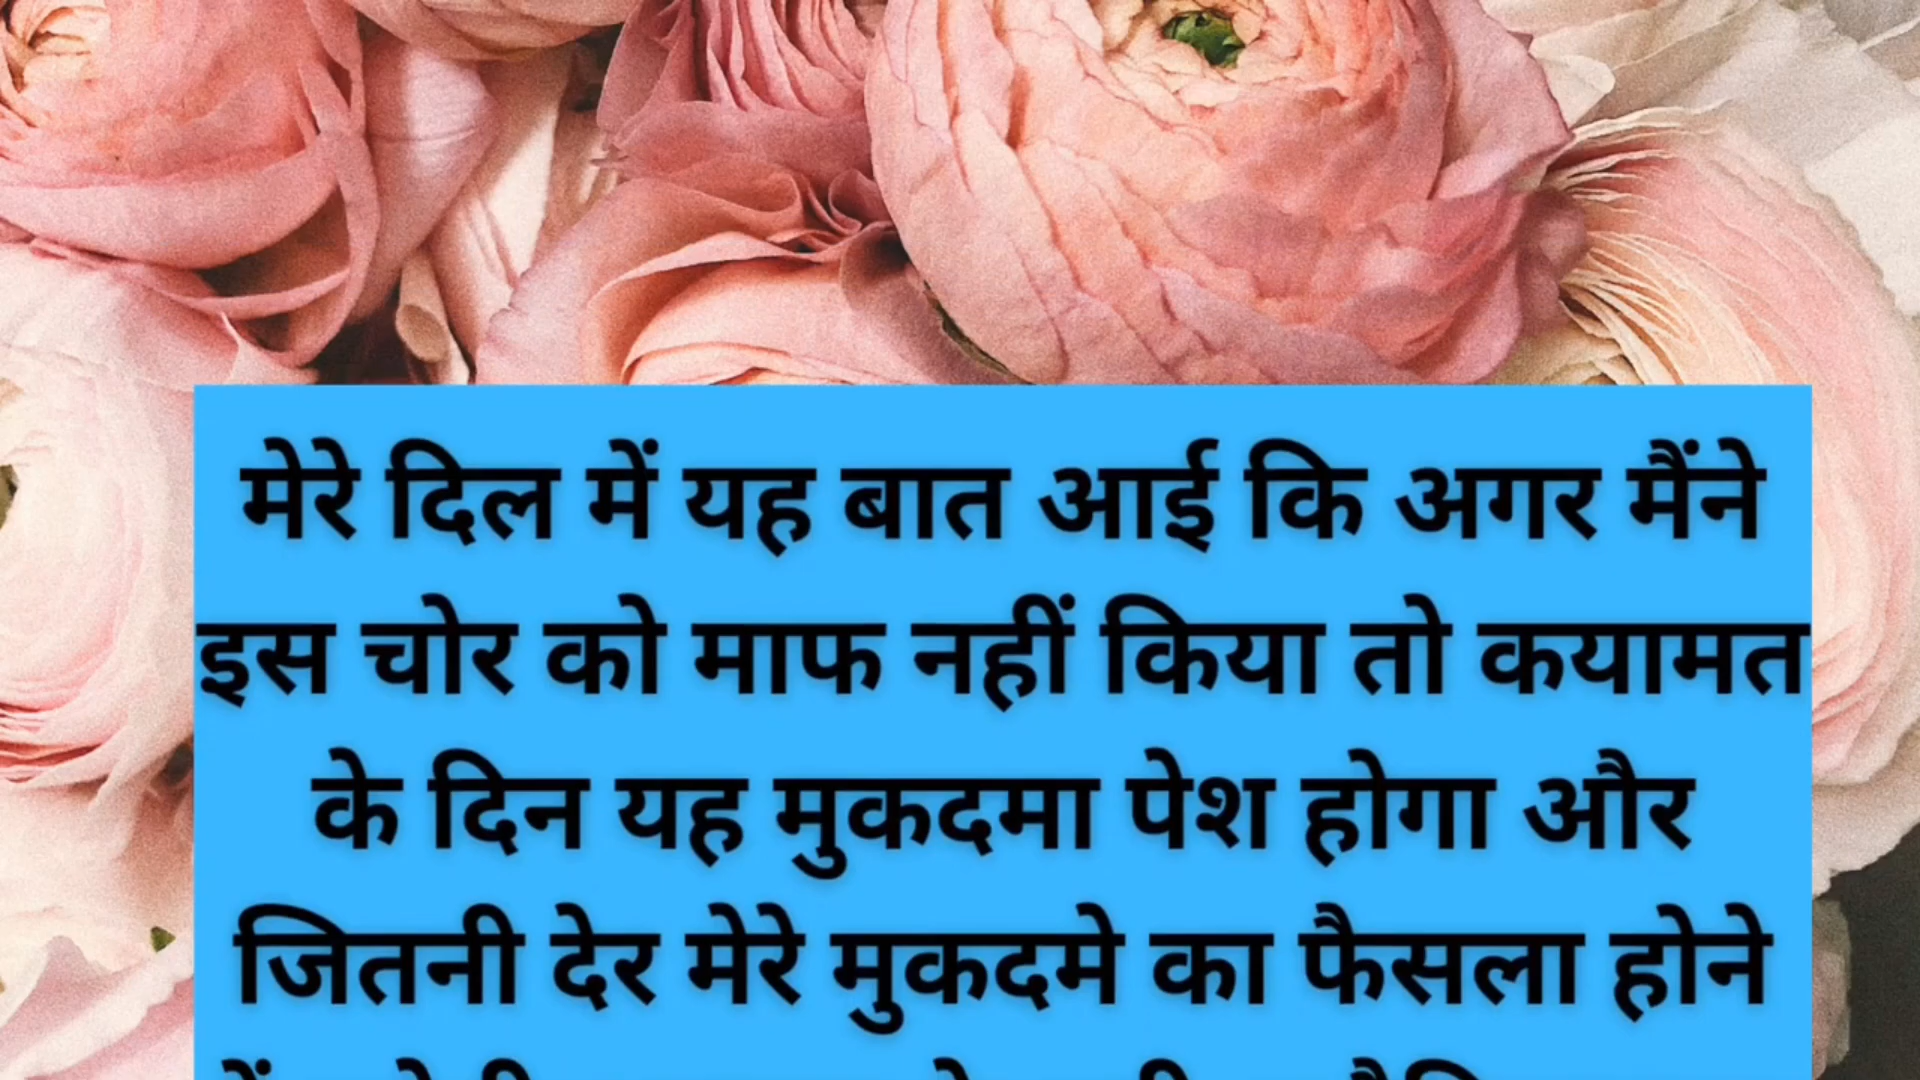 मेरे दिल में यह बात आई कि अगर मैंने
इस चोर को माफ नहीं किया तो कयामत
के दिन यह मुकदमा पेश होगा और
जितनी देर मेरे मुकदमे का फैसला होने